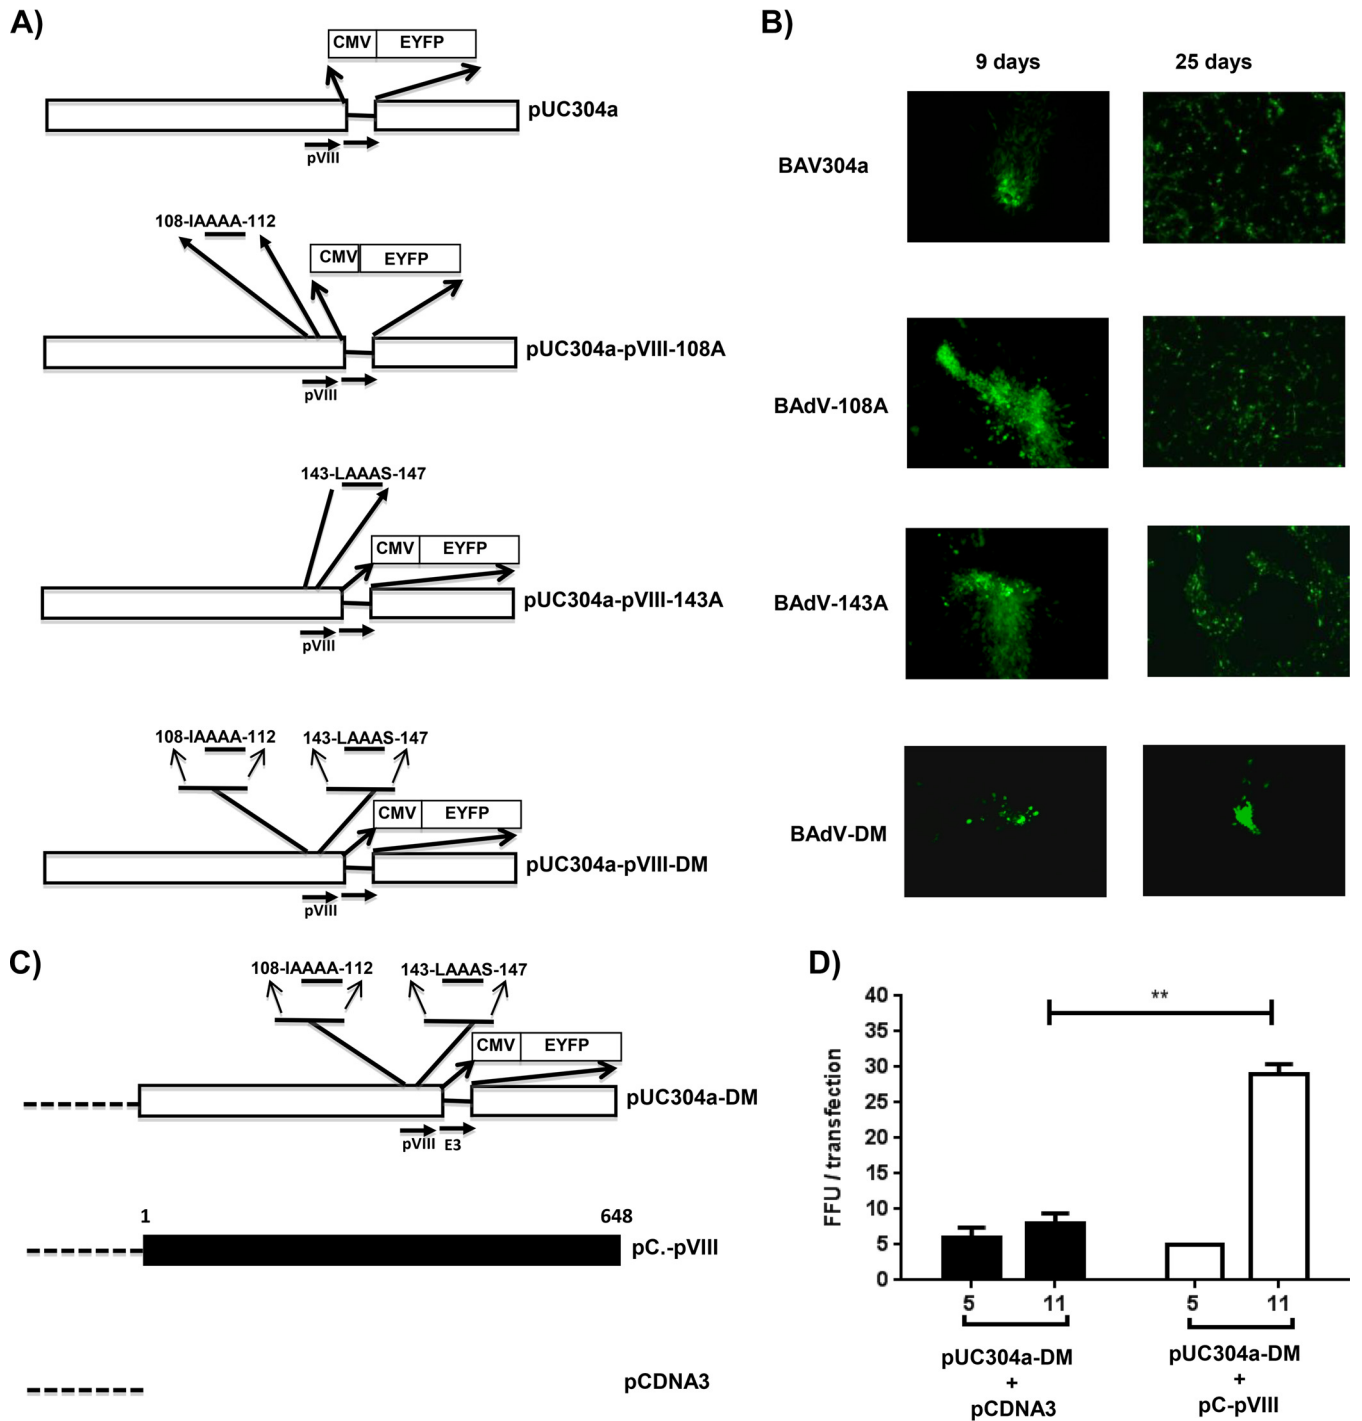 A)
CMV EYFP
pUC304a
pVIII
108-IAAAA-112
CMV EYFP
pUC304a-pVIII-108A
pVIII
143-LAAAS-147
CMV EYFP
pUC304a-pVIII-143A
pVIII
108-IAAAA-112 143-LAAAS-147
CMV EYFP
pUC304a-pVIII-DM
pVIII
B)
9 days 25 days
BAV304a
BAdV-108A
BAdV-143A
BAdV-DM
C)
108-IAAAA-112 143-LAAAS-147
CMV EYFP
pUC304a-DM
pVIII E3
1 648
pC.-pVIII
pCDNA3
D)
**
40
35
30
25
20
15
10
5
0
FFU / transfection
5 11 5 11
pUC304a-DM
+
pCDNA3
pUC304a-DM
+
pC-pVIII